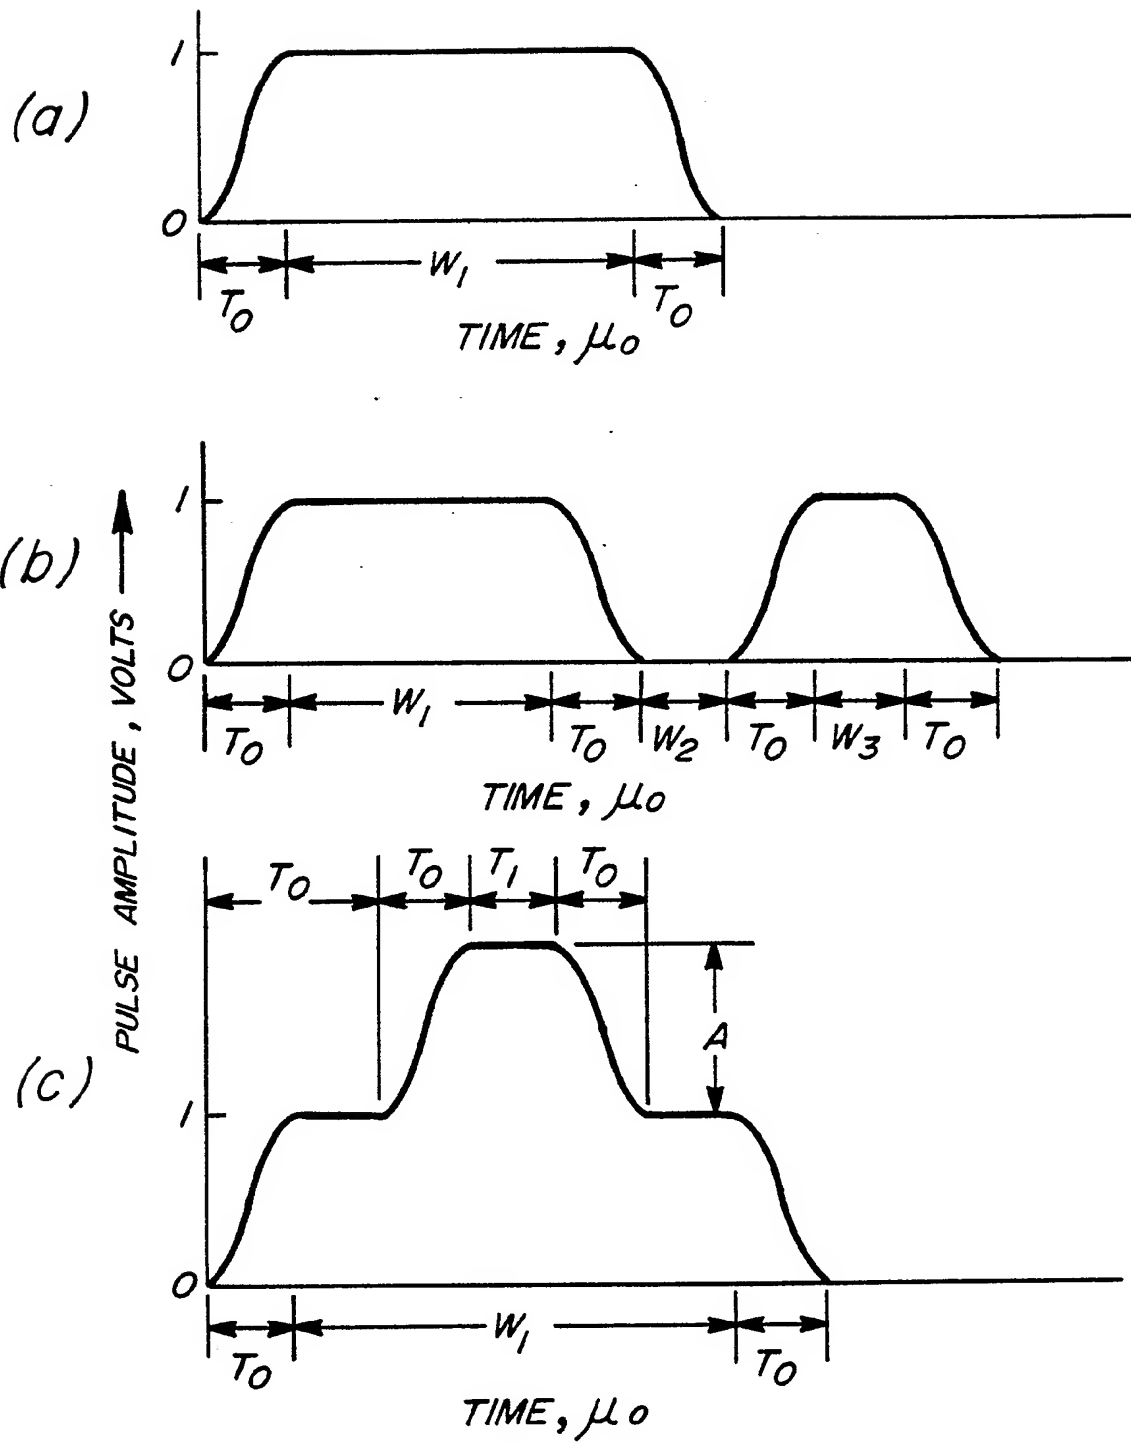 (a)
1
0
T0 W1 T0
TIME, μo
(b)
1
0
T0 W1 T0 W2 T0 W3 T0
TIME, μo
PULSE AMPLITUDE, VOLTS
(c)
T0 T0 T1 T0
A
1
0
T0 W1 T0
TIME, μo